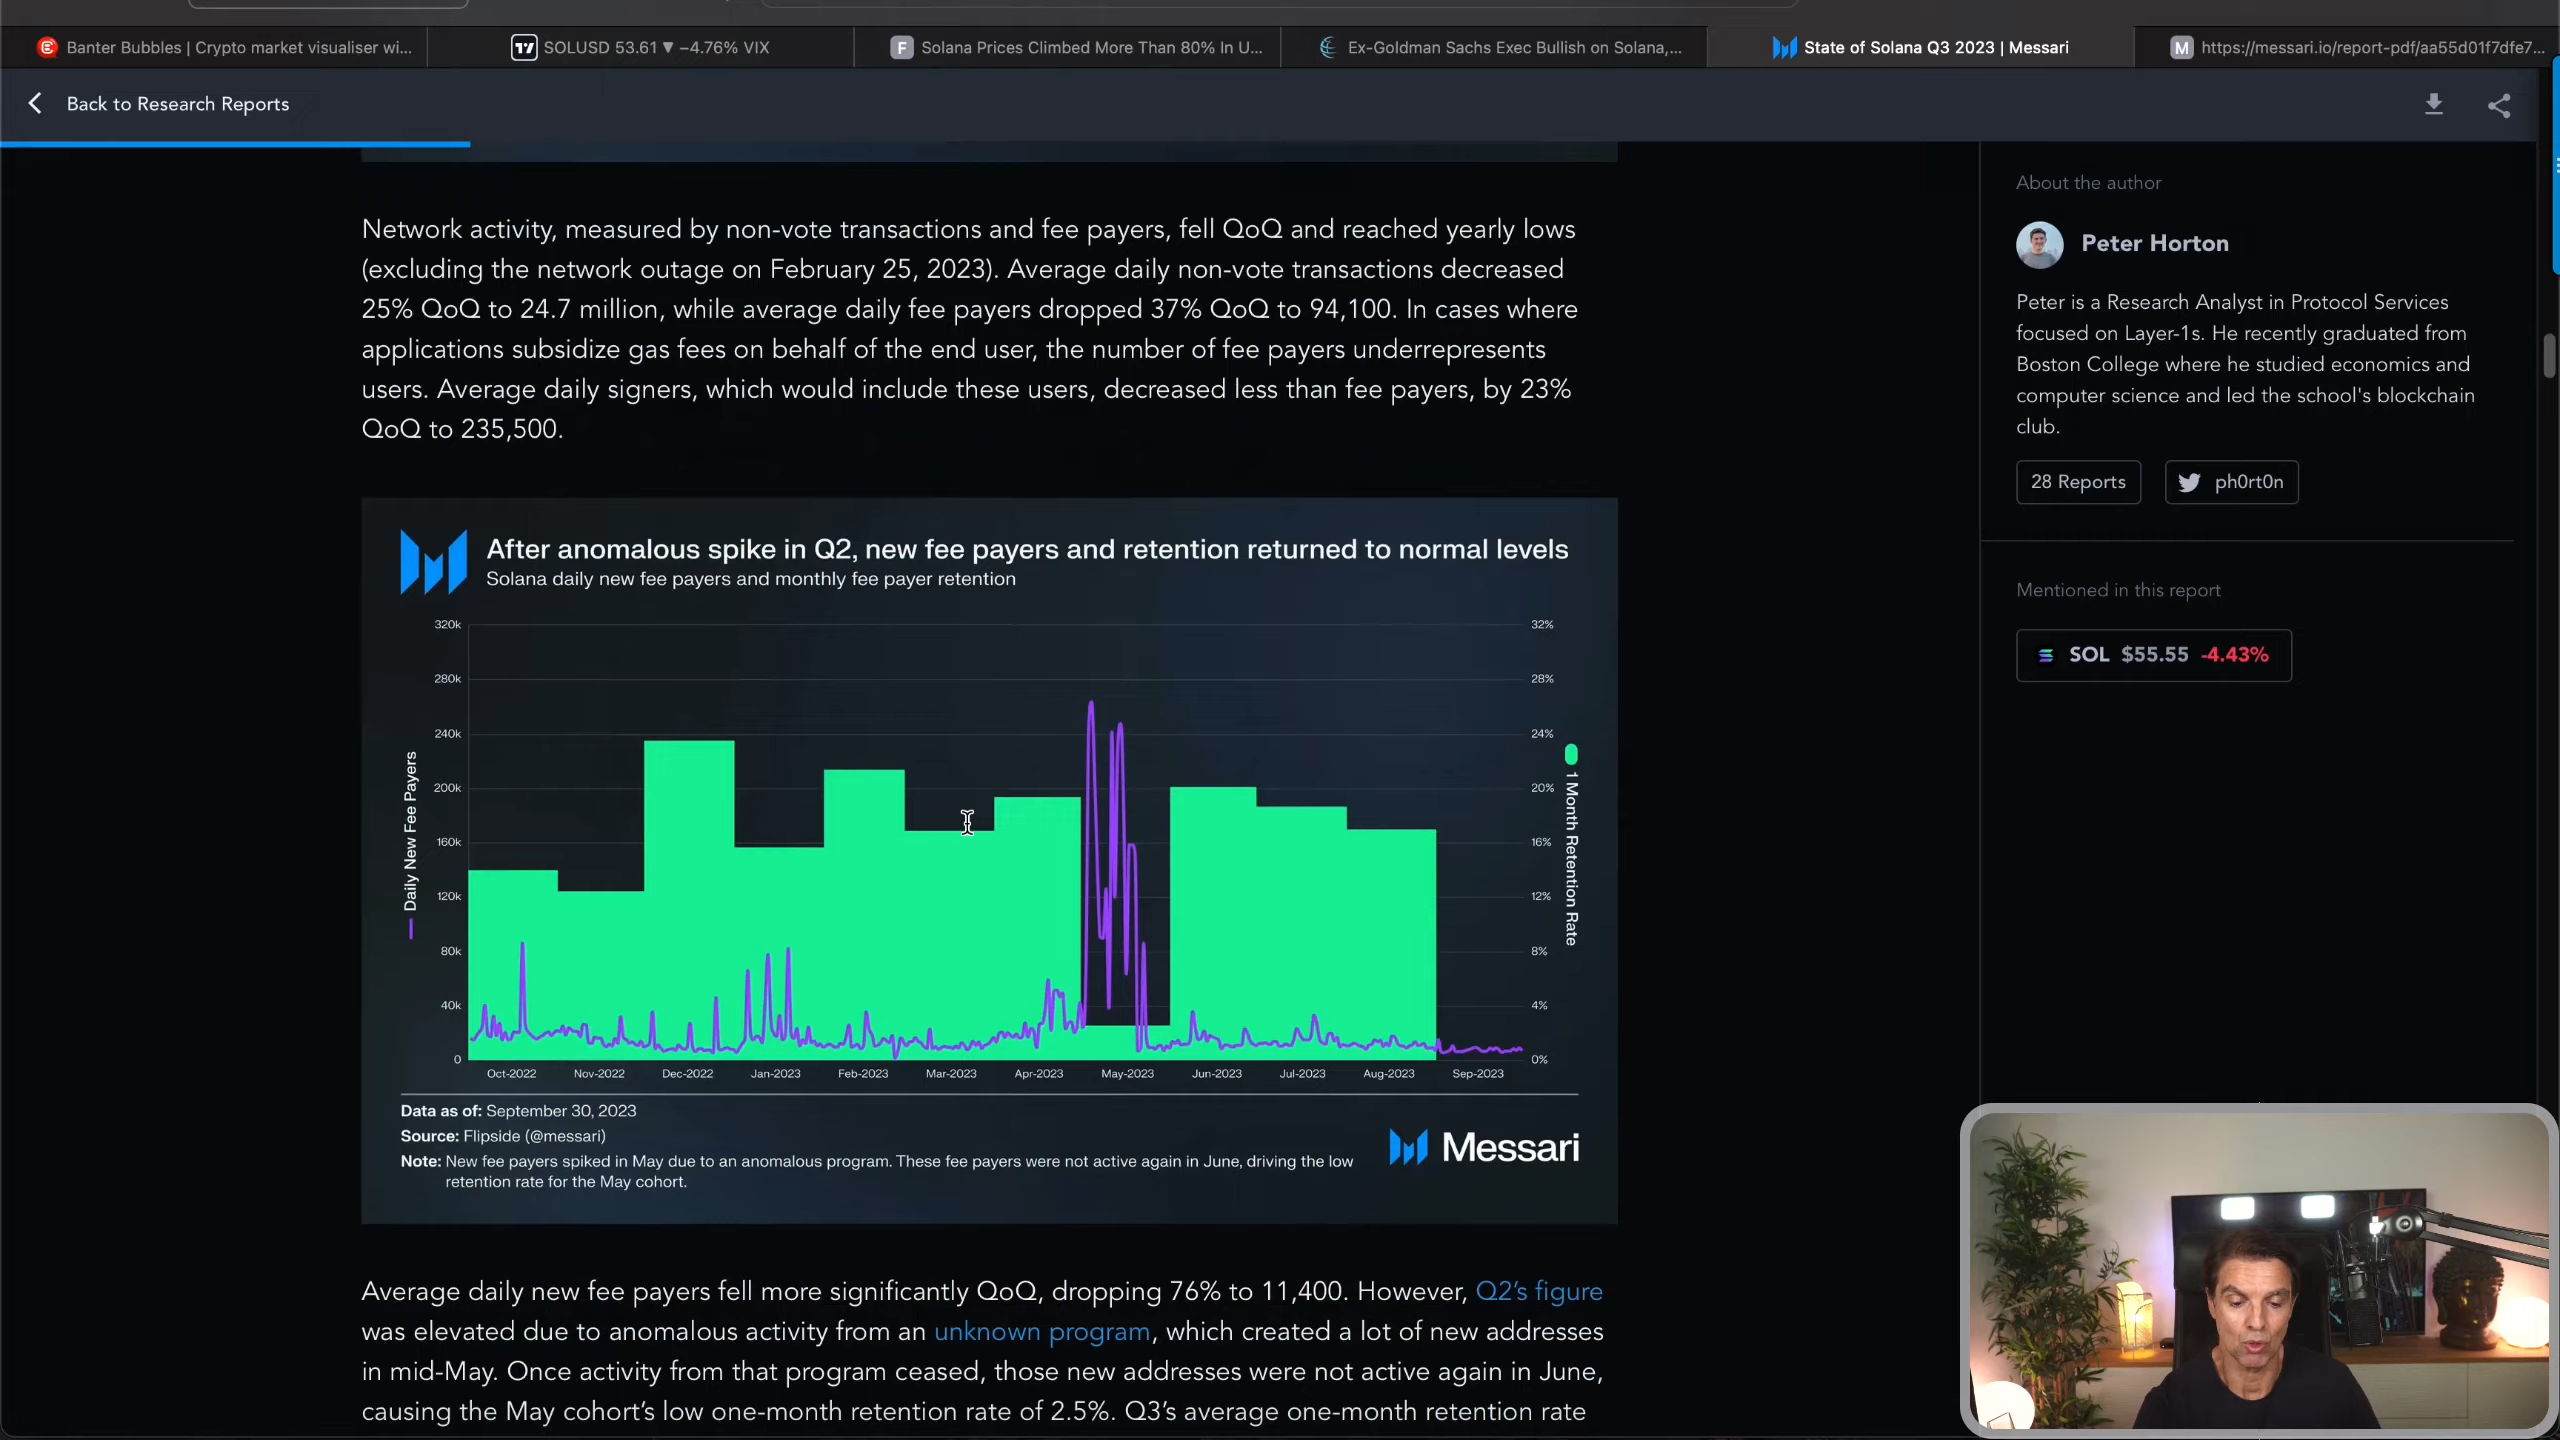 Banter Bubbles | Crypto market visualiser wi...
SOLUSD 53.61 ▼ −4.76% VIX
F Solana Prices Climbed More Than 80% In U...
Ex-Goldman Sachs Exec Bullish on Solana,...
State of Solana Q3 2023 | Messari
M https://messari.io/report-pdf/aa55d01f7dfe7...
Back to Research Reports
Network activity, measured by non-vote transactions and fee payers, fell QoQ and reached yearly lows
(excluding the network outage on February 25, 2023). Average daily non-vote transactions decreased
25% QoQ to 24.7 million, while average daily fee payers dropped 37% QoQ to 94,100. In cases where
applications subsidize gas fees on behalf of the end user, the number of fee payers underrepresents
users. Average daily signers, which would include these users, decreased less than fee payers, by 23%
QoQ to 235,500.
After anomalous spike in Q2, new fee payers and retention returned to normal levels
Solana daily new fee payers and monthly fee payer retention
320k
280k
240k
200k
160k
120k
80k
40k
0
Daily New Fee Payers
32%
28%
24%
20%
16%
12%
8%
4%
0%
1 Month Retention Rate
Oct-2022 Nov-2022 Dec-2022 Jan-2023 Feb-2023 Mar-2023 Apr-2023 May-2023 Jun-2023 Jul-2023 Aug-2023 Sep-2023
Data as of: September 30, 2023
Source: Flipside (@messari)
Note: New fee payers spiked in May due to an anomalous program. These fee payers were not active again in June, driving the low
retention rate for the May cohort.
Messari
Average daily new fee payers fell more significantly QoQ, dropping 76% to 11,400. However, Q2's figure
was elevated due to anomalous activity from an unknown program, which created a lot of new addresses
in mid-May. Once activity from that program ceased, those new addresses were not active again in June,
causing the May cohort's low one-month retention rate of 2.5%. Q3's average one-month retention rate
About the author
Peter Horton
Peter is a Research Analyst in Protocol Services
focused on Layer-1s. He recently graduated from
Boston College where he studied economics and
computer science and led the school's blockchain
club.
28 Reports
ph0rt0n
Mentioned in this report
SOL $55.55 -4.43%